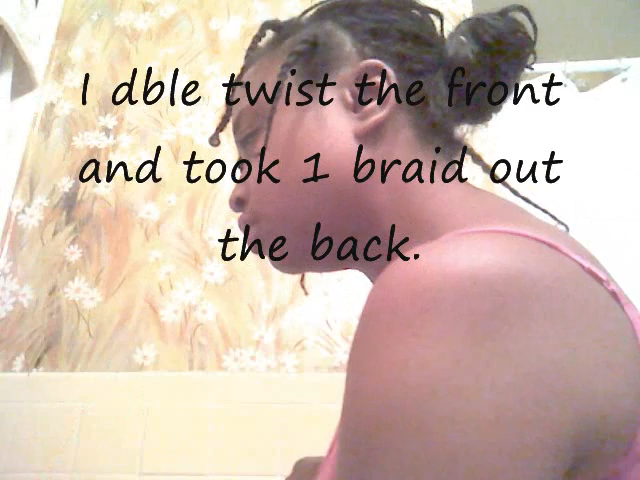 I dble twist the front
and took 1 braid out
the back.